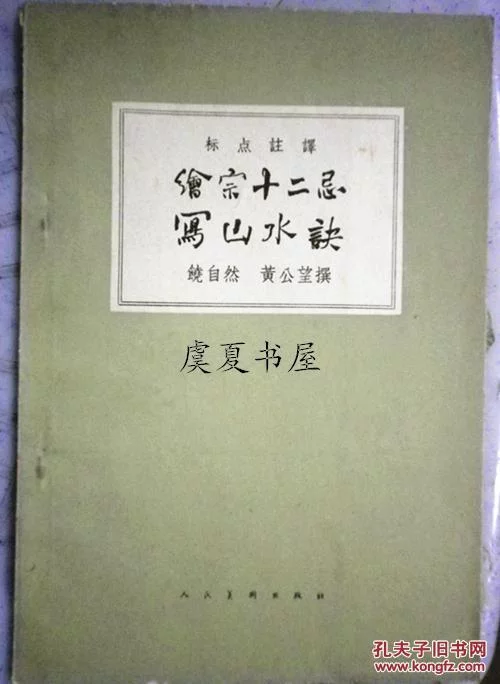 标点註譯
繪宗十二忌
寫山水訣
饒自然 黃公望撰
虞夏书屋
人民美術出版社
孔夫子旧书网
www.kongfz.com